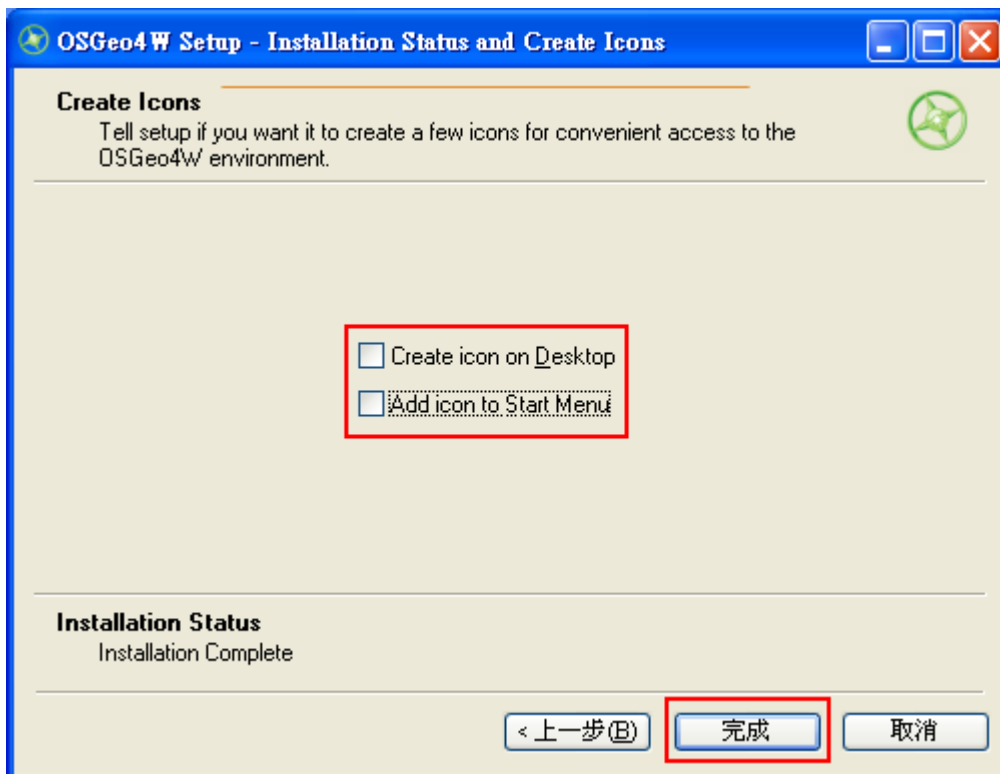 OSGeo4W Setup - Installation Status and Create Icons
Create Icons
Tell setup if you want it to create a few icons for convenient access to the
OSGeo4W environment.
Create icon on Desktop
Add icon to Start Menu
Installation Status
Installation Complete
< 上一步(B) 完成 取消